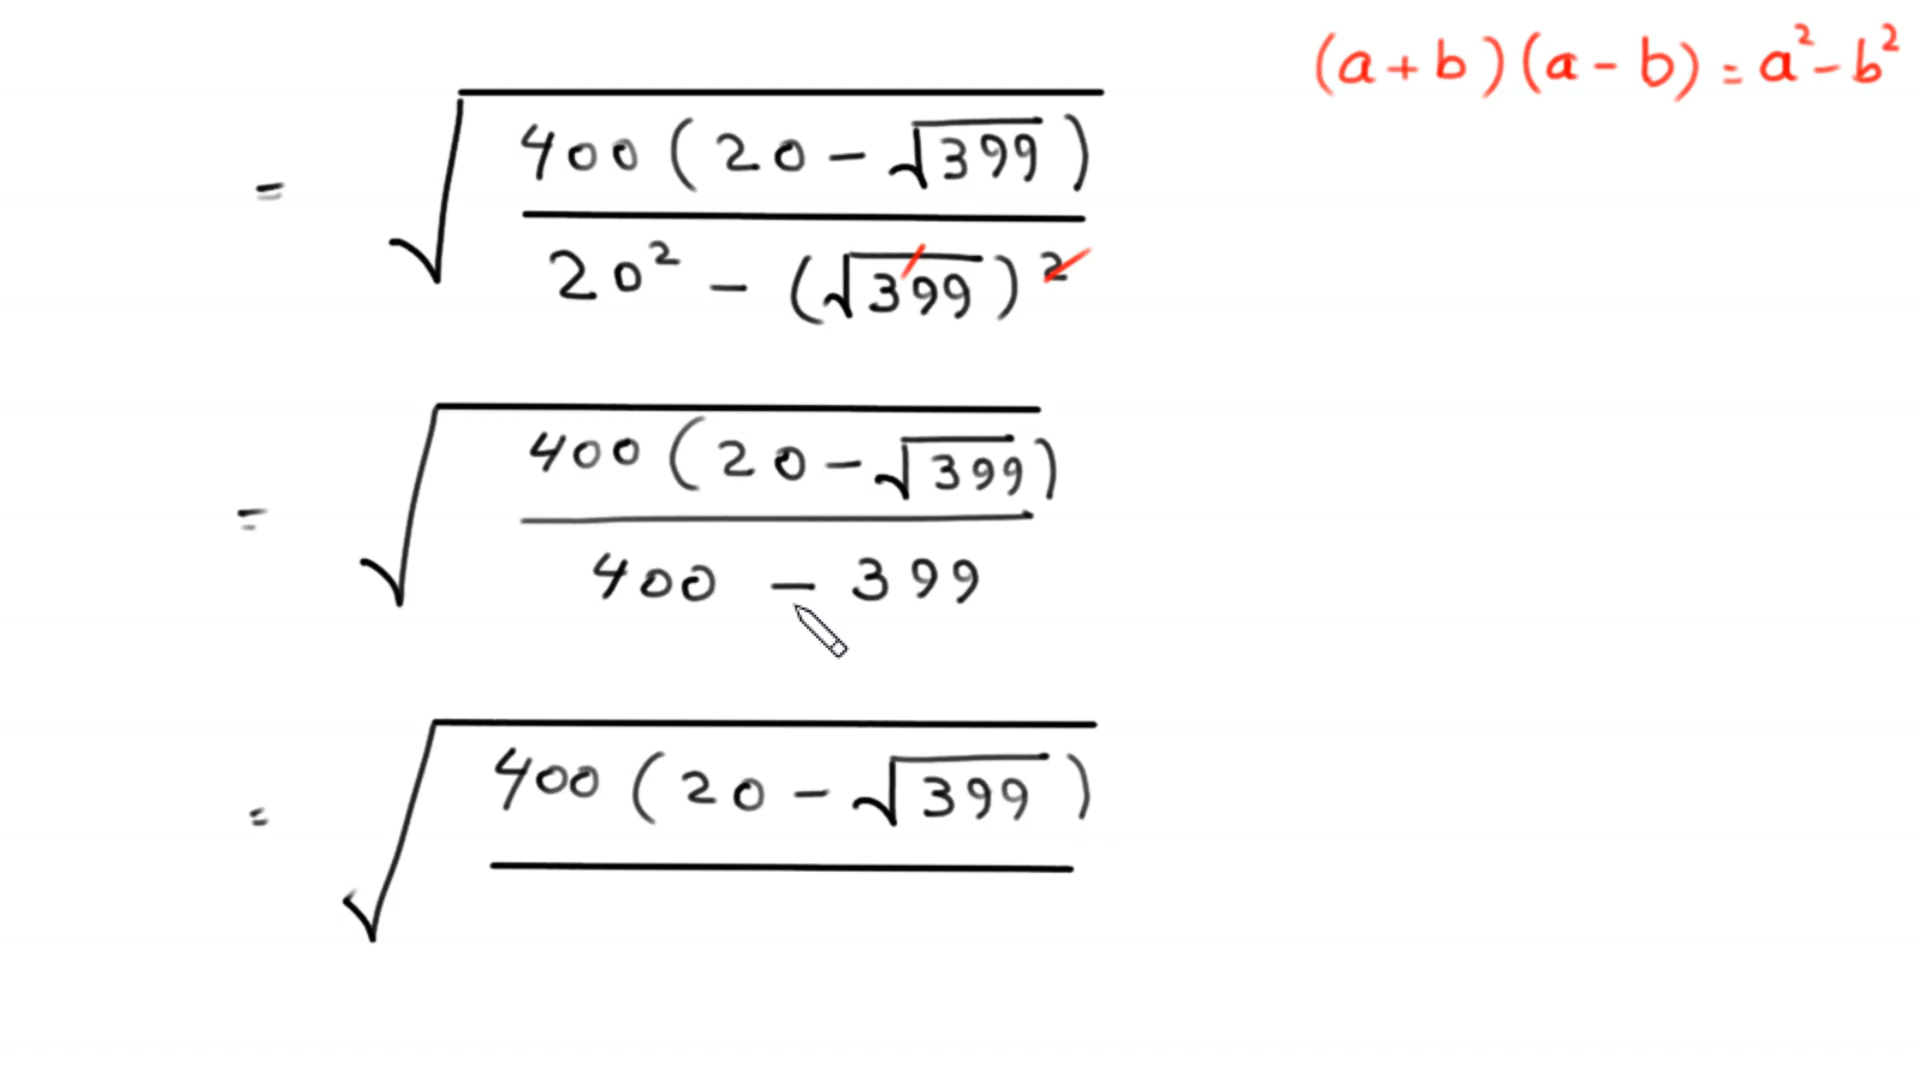 (a + b)(a - b) = a² - b²
= √(400(20 - √399) / 20² - (√399)²)
= √(400(20 - √399) / 400 - 399)
= √(400(20 - √399) /